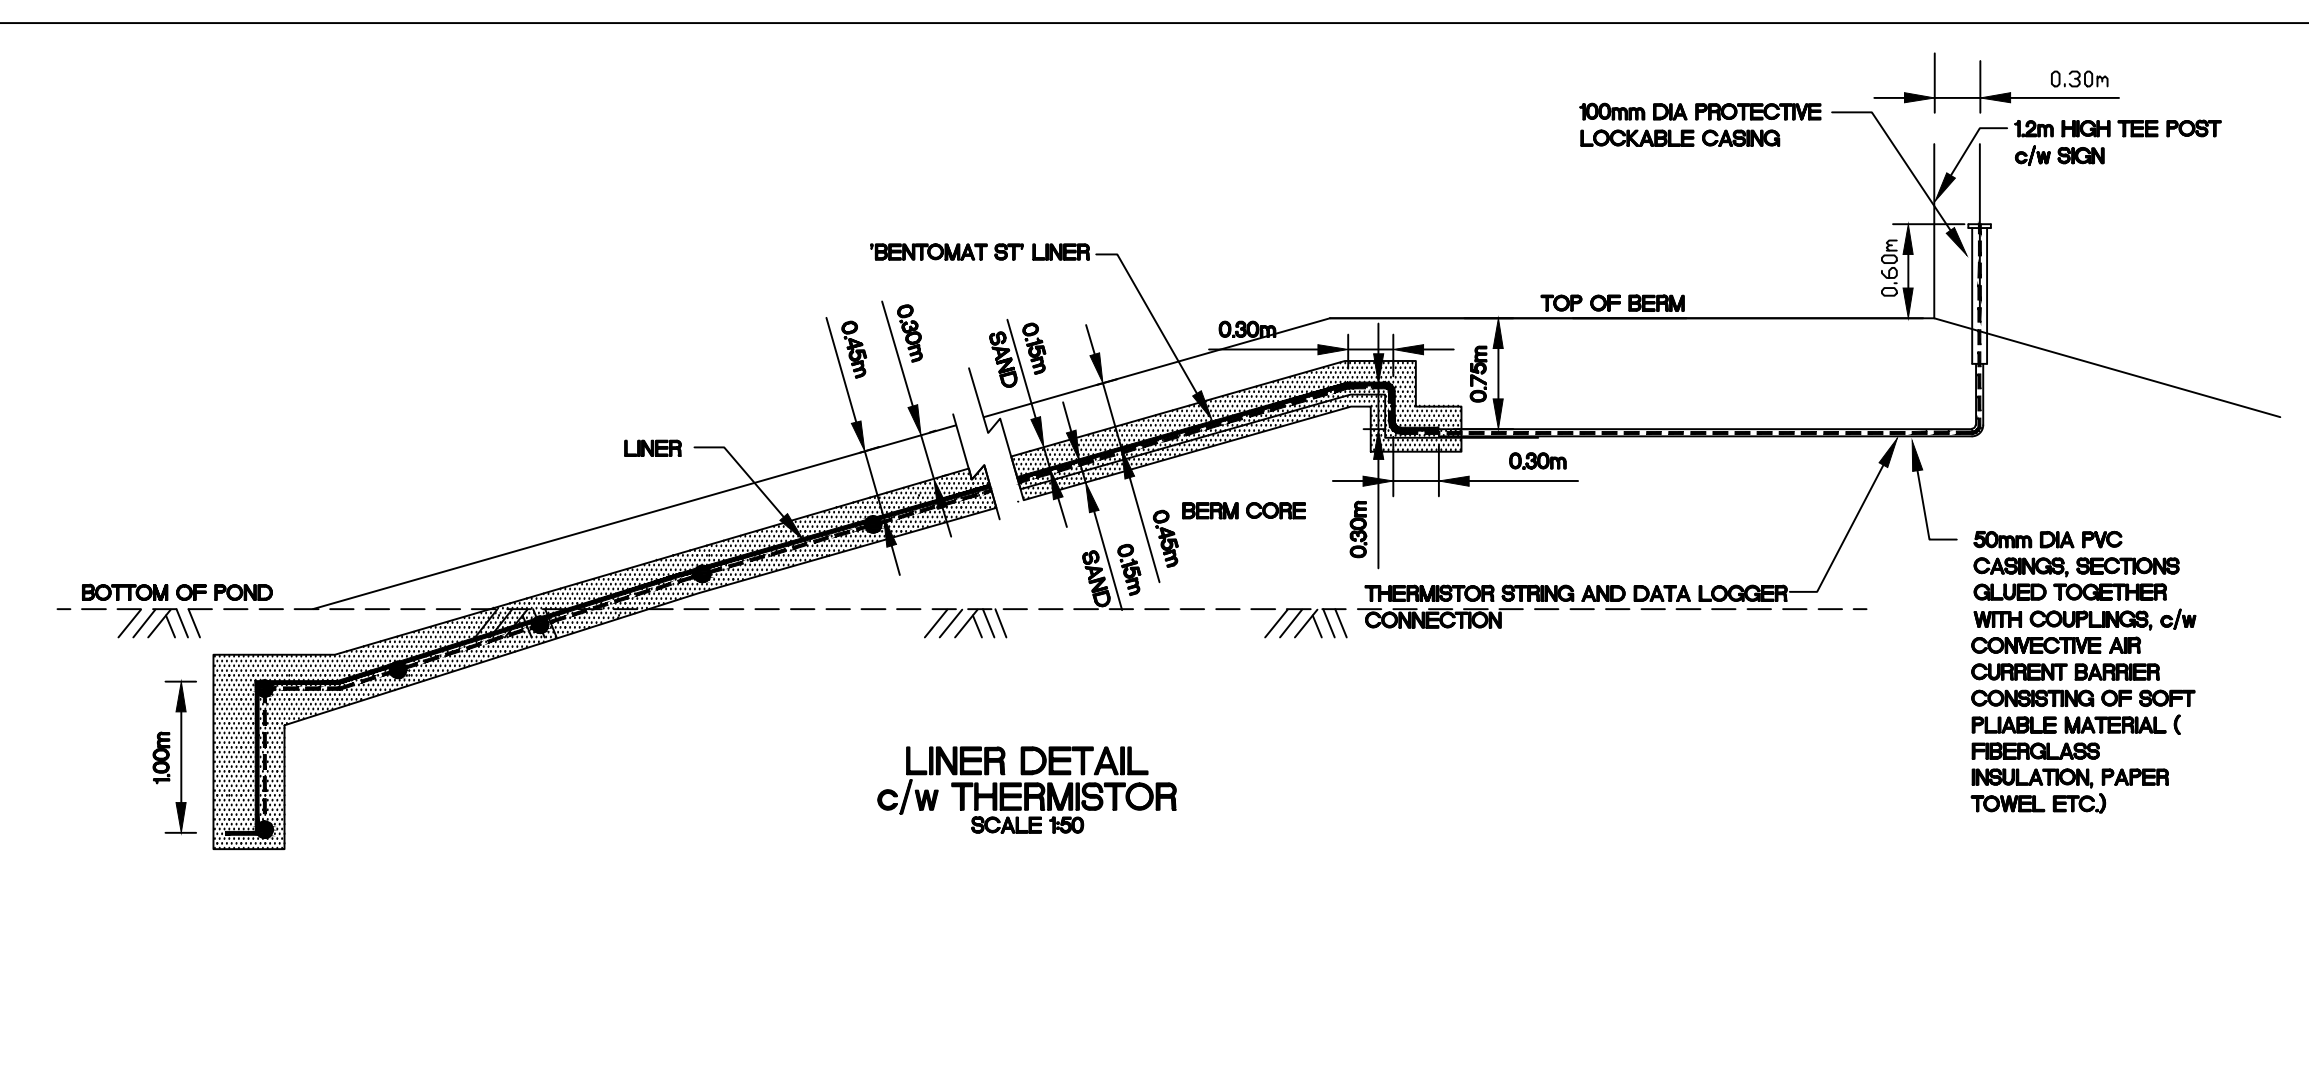 0.30m
100mm DIA PROTECTIVE
LOCKABLE CASING
1.2m HIGH TEE POST
c/w SIGN
'BENTOMAT ST' LINER
0.60m
TOP OF BERM
0.45m
0.30m
SAND
0.15m
0.30m
0.75m
LINER
0.30m
BERM CORE
0.30m
0.45m
0.15m
SAND
BOTTOM OF POND
THERMISTOR STRING AND DATA LOGGER
CONNECTION
50mm DIA PVC
CASINGS, SECTIONS
GLUED TOGETHER
WITH COUPLINGS, c/w
CONVECTIVE AIR
CURRENT BARRIER
CONSISTING OF SOFT
PLIABLE MATERIAL (
FIBERGLASS
INSULATION, PAPER
TOWEL ETC.)
1.00m
LINER DETAIL
c/w THERMISTOR
SCALE 1:50